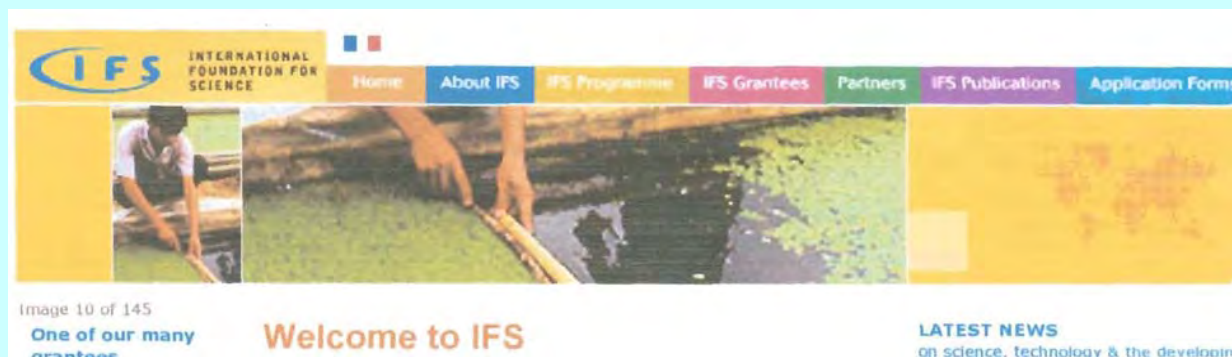 IFS
INTERNATIONAL
FOUNDATION FOR
SCIENCE
Home About IFS IFS Programme IFS Grantees Partners IFS Publications Application Forms
Image 10 of 145
One of our many
grantees
Welcome to IFS
LATEST NEWS
on science, technology & the developing